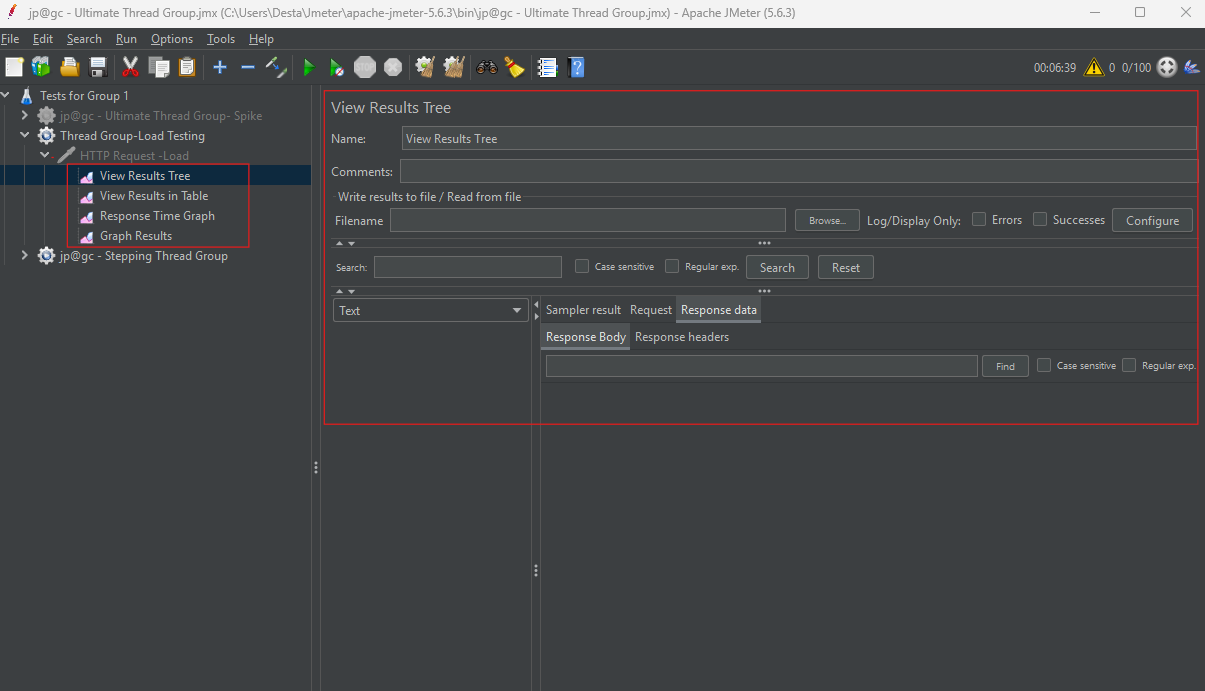 jp@gc - Ultimate Thread Group.jmx (C:\Users\Desta\Jmeter\apache-jmeter-5.6.3\bin\jp@gc - Ultimate Thread Group.jmx) - Apache JMeter (5.6.3)
File Edit Search Run Options Tools Help
STOP
00:06:39 0 0/100
Tests for Group 1
jp@gc - Ultimate Thread Group- Spike
Thread Group-Load Testing
HTTP Request -Load
View Results Tree
View Results in Table
Response Time Graph
Graph Results
jp@gc - Stepping Thread Group
View Results Tree
Name: View Results Tree
Comments:
Write results to file / Read from file
Filename Browse... Log/Display Only: Errors Successes Configure
Search: Case sensitive Regular exp. Search Reset
Text
Sampler result Request Response data
Response Body Response headers
Find Case sensitive Regular exp.